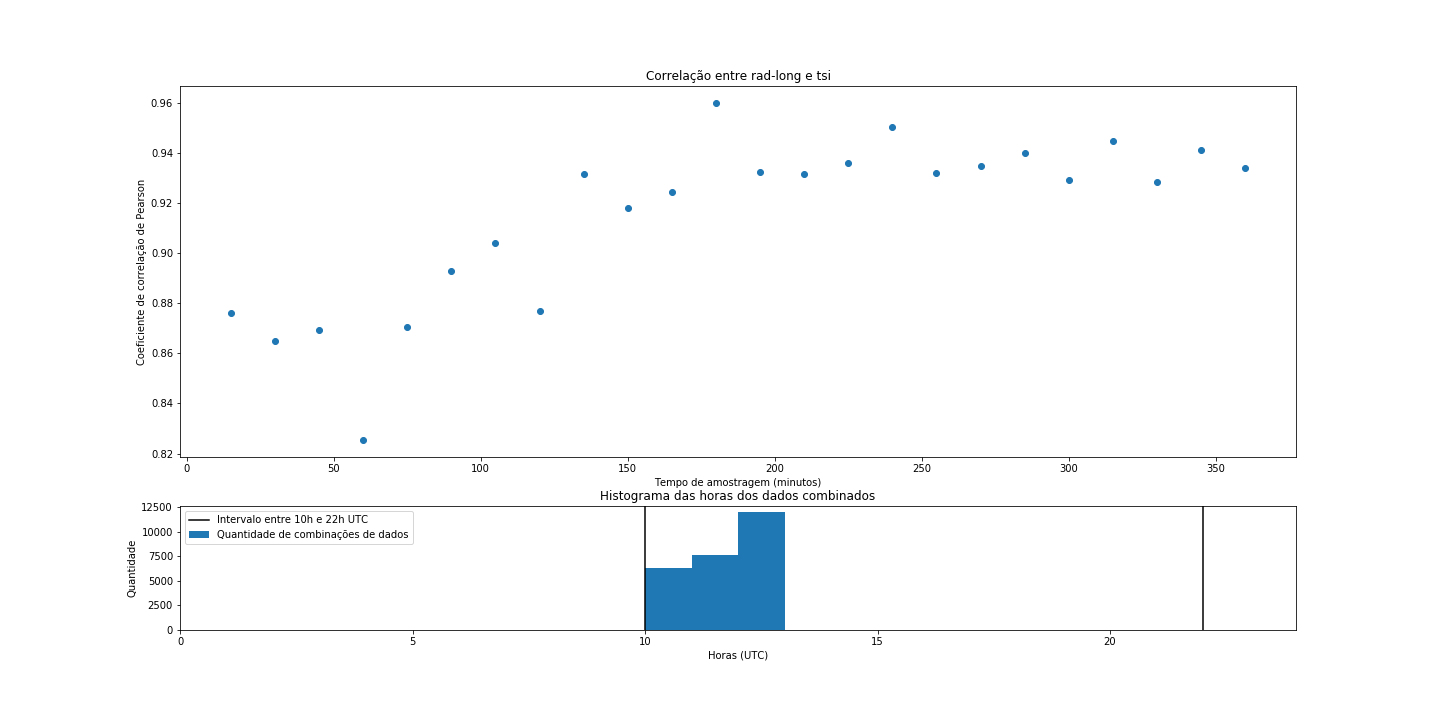 Correlação entre rad-long e tsi
0.96
0.94
0.92
0.90
0.88
0.86
0.84
0.82
Coeficiente de correlação de Pearson
0 50 100 150 200 250 300 350
Tempo de amostragem (minutos)
Histograma das horas dos dados combinados
12500
10000
7500
5000
2500
0
Quantidade
Intervalo entre 10h e 22h UTC
Quantidade de combinações de dados
0 5 10 15 20
Horas (UTC)